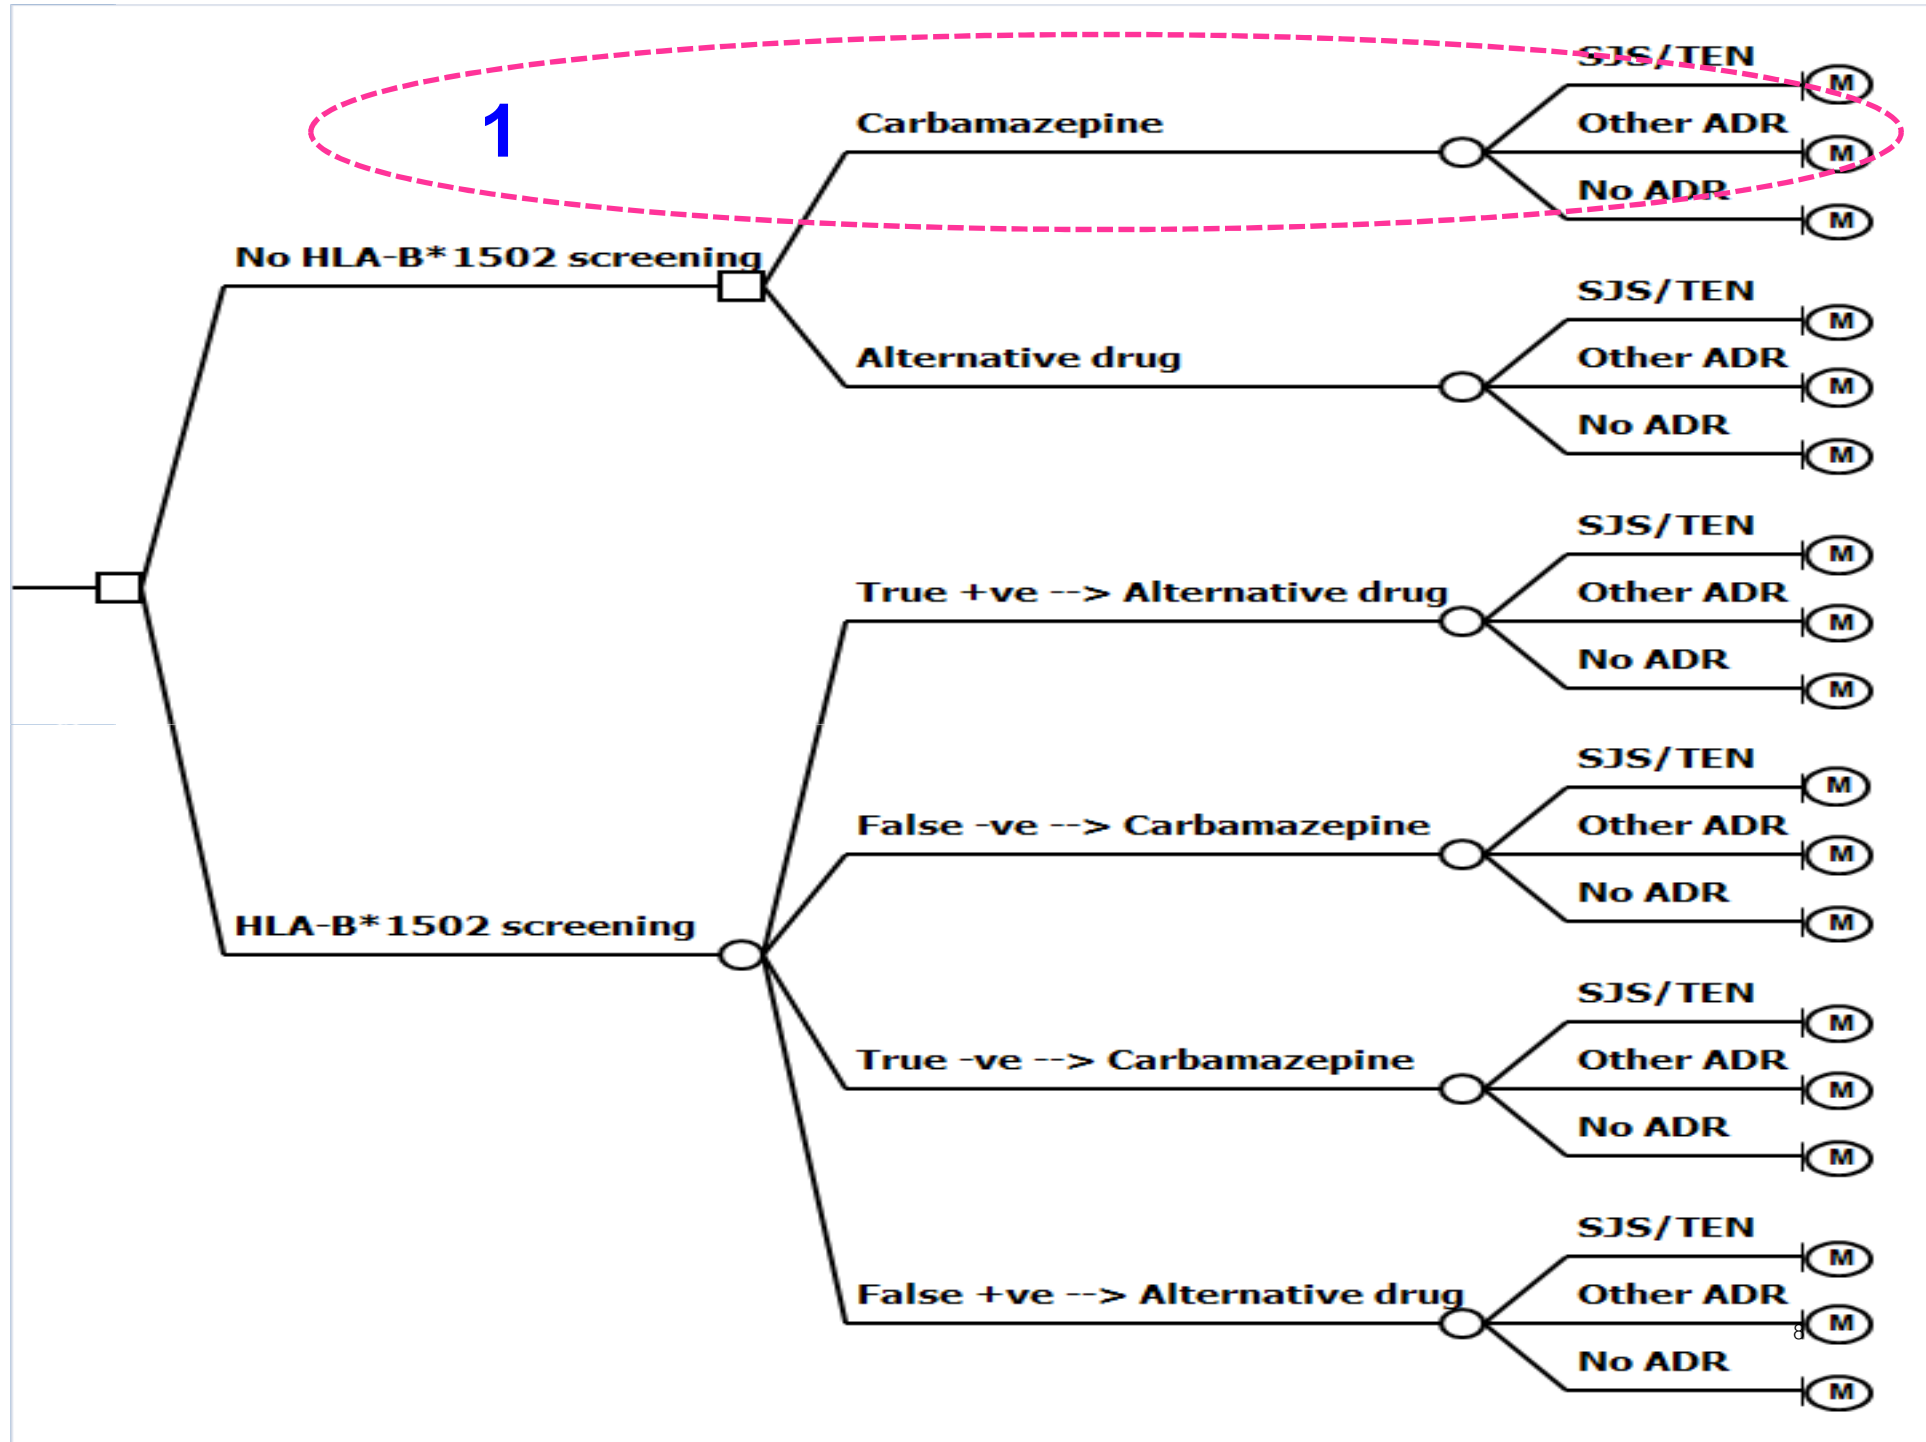 SJS/TEN
M
1
Carbamazepine
Other ADR
M
No ADR
M
No HLA-B*1502 screening
SJS/TEN
M
Alternative drug
Other ADR
M
No ADR
M
SJS/TEN
M
True +ve --> Alternative drug
Other ADR
M
No ADR
M
SJS/TEN
M
False -ve --> Carbamazepine
Other ADR
M
No ADR
M
HLA-B*1502 screening
SJS/TEN
M
True -ve --> Carbamazepine
Other ADR
M
No ADR
M
SJS/TEN
M
False +ve --> Alternative drug
Other ADR
8
M
No ADR
M